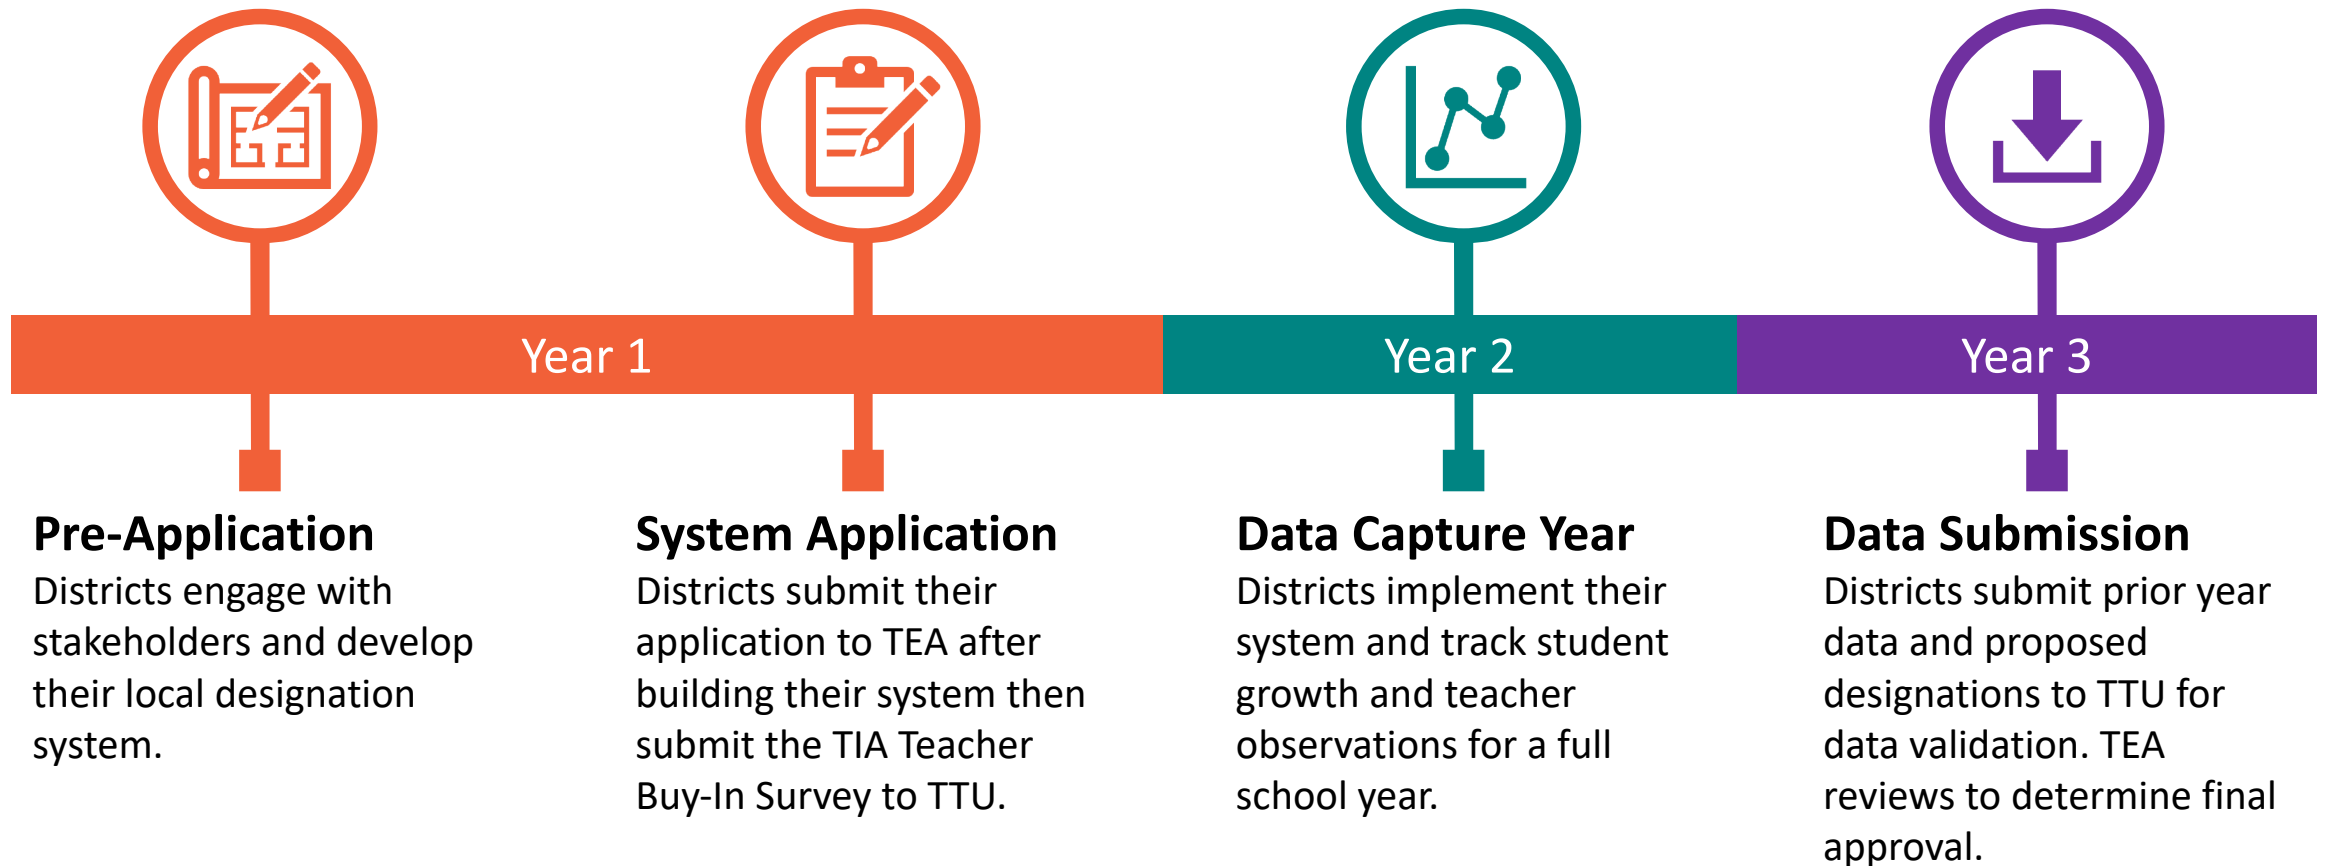 Year 1
Year 2
Year 3
Pre-Application
Districts engage with
stakeholders and develop
their local designation
system.
System Application
Districts submit their
application to TEA after
building their system then
submit the TIA Teacher
Buy-In Survey to TTU.
Data Capture Year
Districts implement their
system and track student
growth and teacher
observations for a full
school year.
Data Submission
Districts submit prior year
data and proposed
designations to TTU for
data validation. TEA
reviews to determine final
approval.